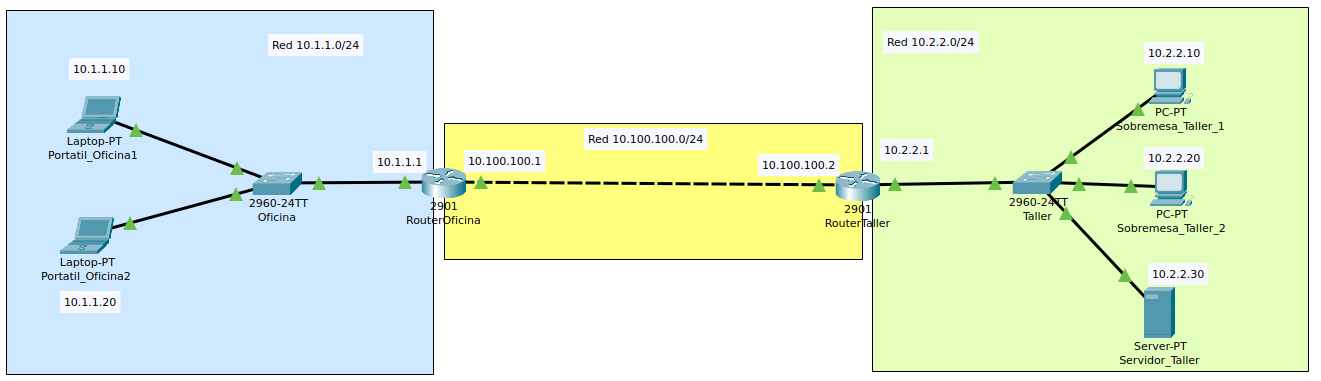 Red 10.1.1.0/24
10.1.1.10
Laptop-PT
Portatil_Oficina1
2960-24TT
Oficina
Laptop-PT
Portatil_Oficina2
10.1.1.20
10.1.1.1
2901
RouterOficina
Red 10.100.100.0/24
10.100.100.1
10.100.100.2
2901
RouterTaller
Red 10.2.2.0/24
10.2.2.1
2960-24TT
Taller
10.2.2.10
PC-PT
Sobremesa_Taller_1
10.2.2.20
PC-PT
Sobremesa_Taller_2
10.2.2.30
Server-PT
Servidor_Taller